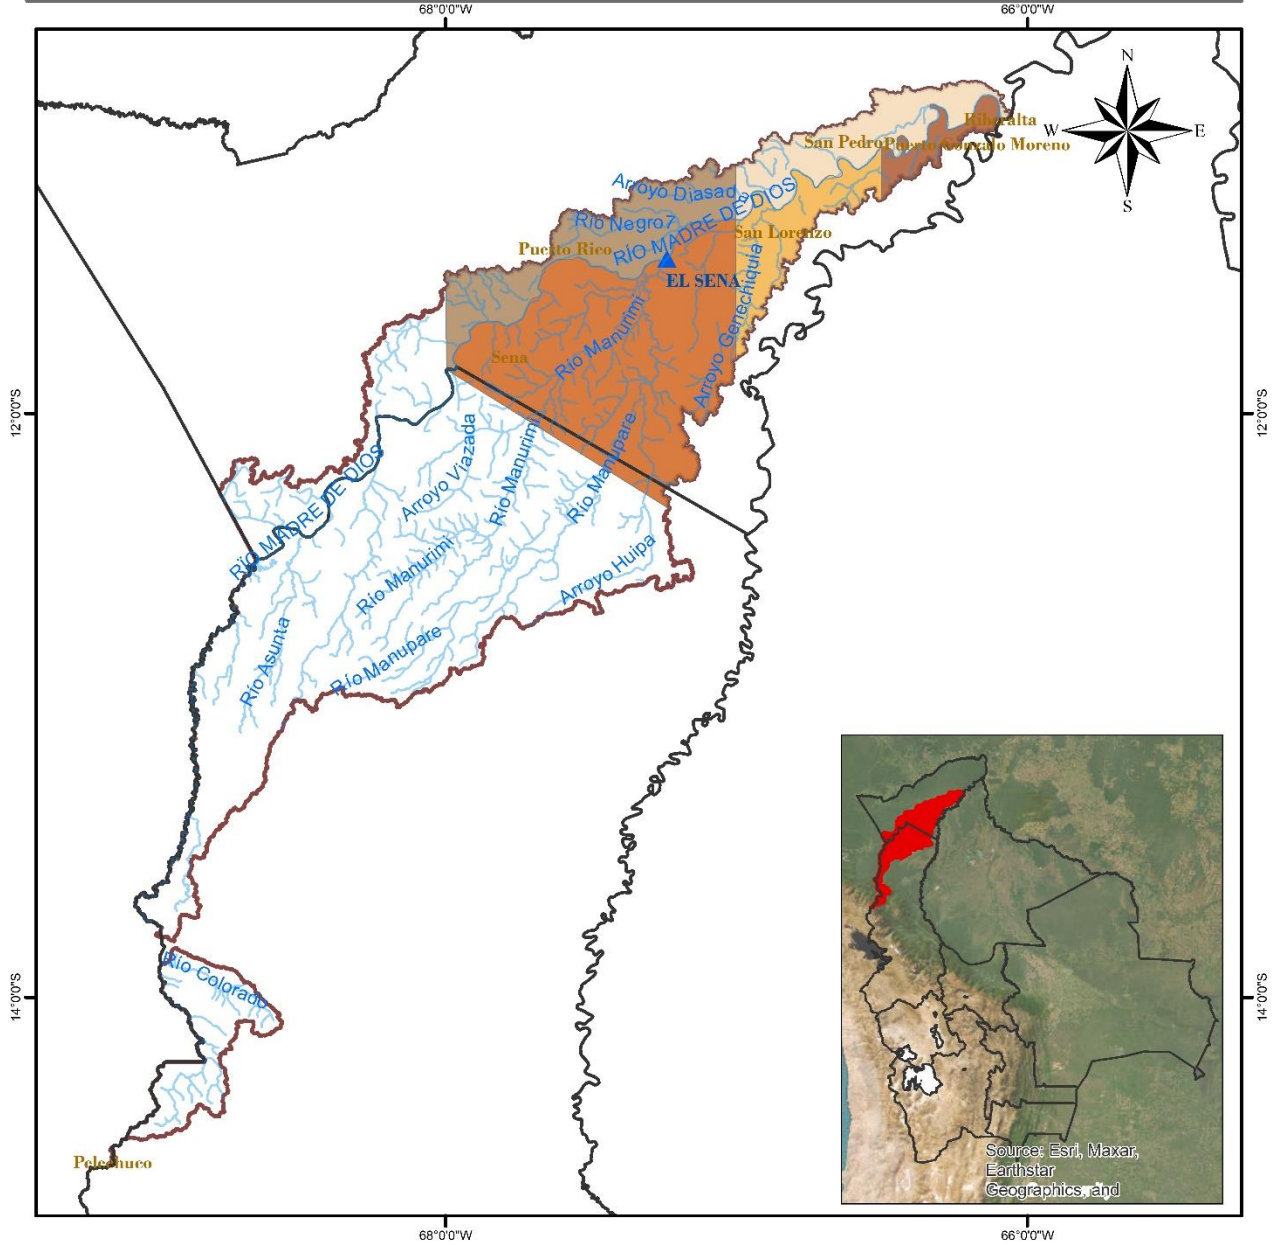 68°0'0"W
66°0'0"W
N
W
E
S
Riberalta
San Pedro
Puerto Gonzalo Moreno
Arroyo Djasad
Río Negro7
RÍO MADRE DE DIOS
San Lorenzo
Puerto Rico
EL SENA
Arroyo Genechiquia
Río Manurimi
Sena
12°0'0"S
12°0'0"S
Arroyo Viazada
Río Manurimi
Río Manupare
RÍO MADRE DE DIOS
Río Manurimi
Arroyo Huipa
Río Asunta
Río Manupare
Río Colorado
14°0'0"S
14°0'0"S
Pelechuco
Source: Esri, Maxar,
Earthstar
Geographics, and
68°0'0"W
66°0'0"W